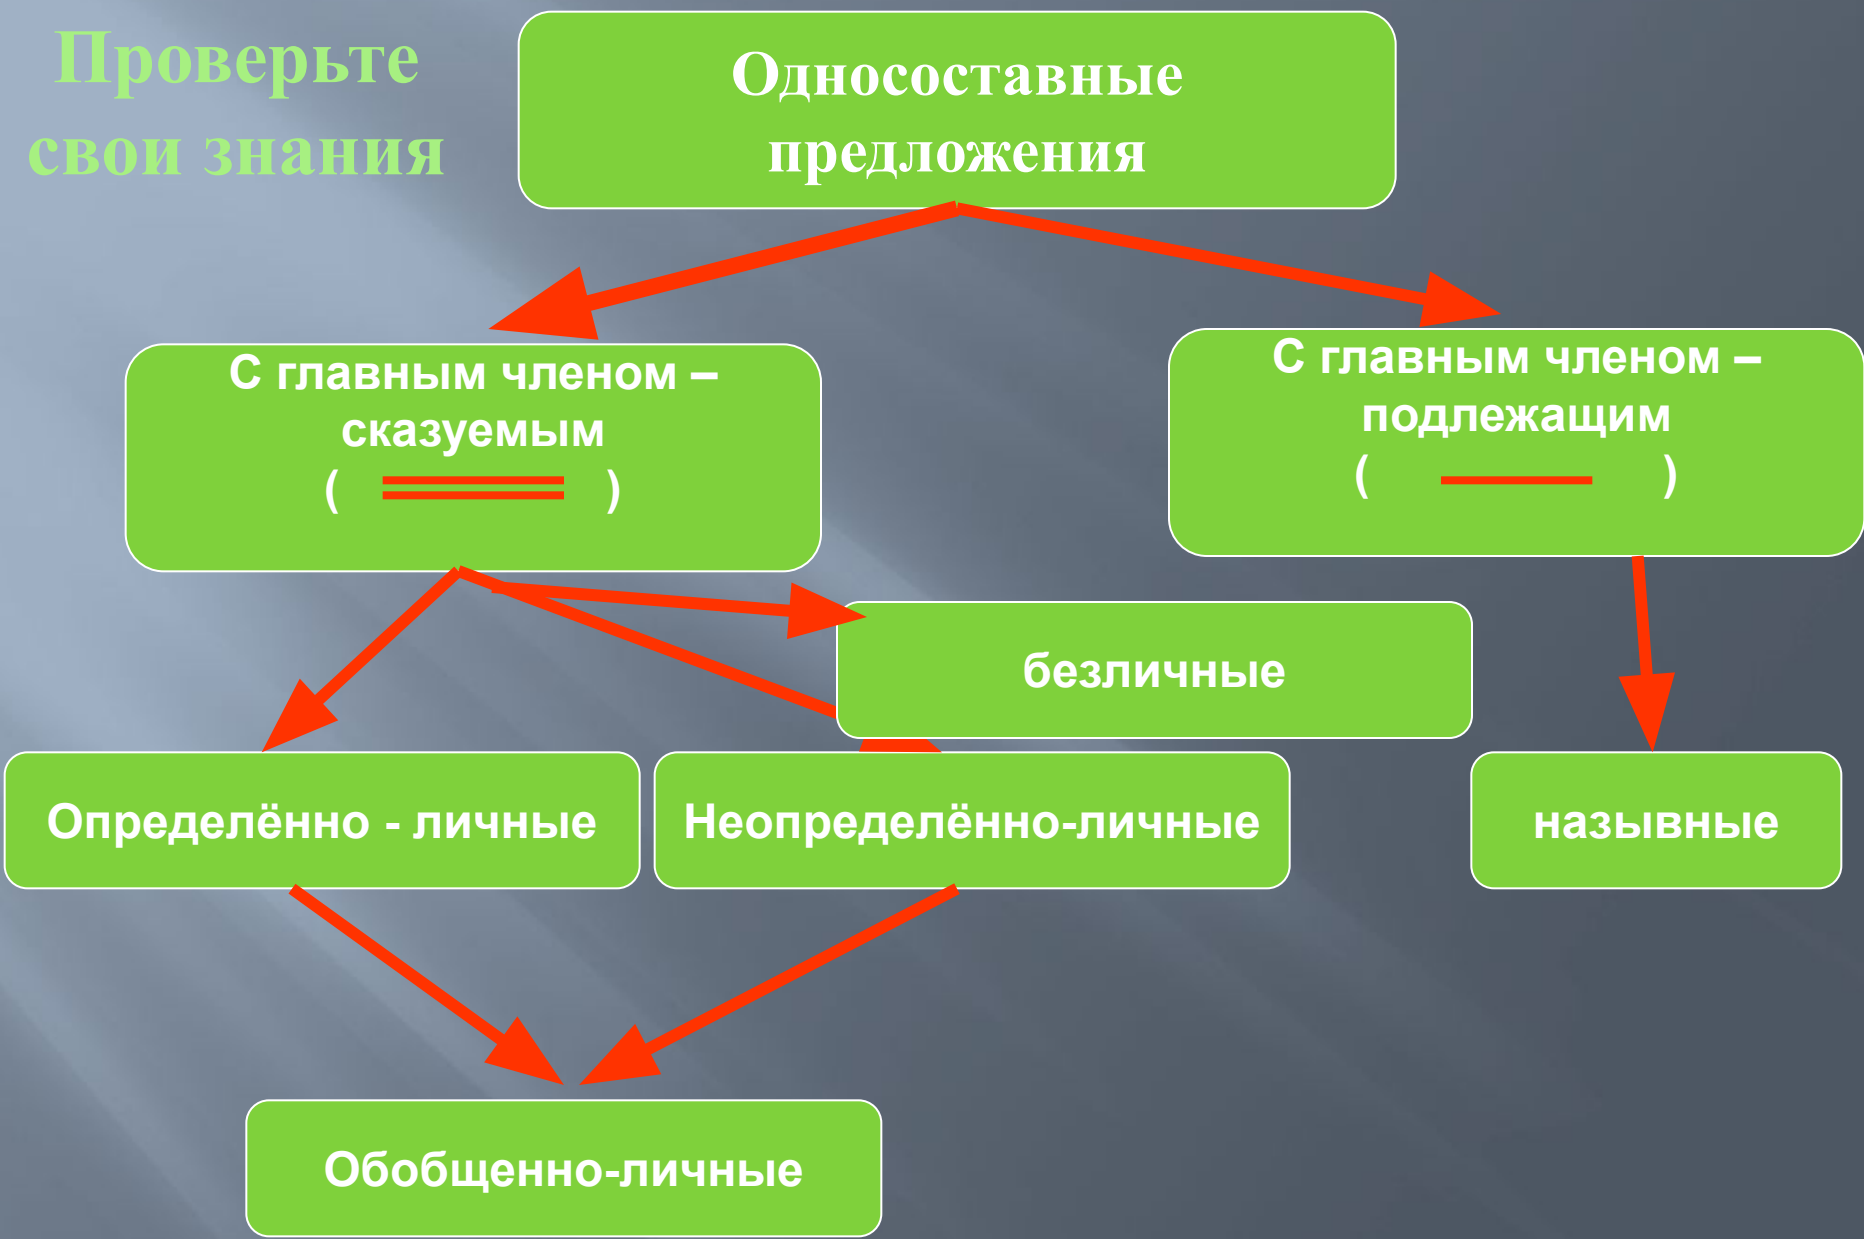 Проверьте
свои знания
Односоставные
предложения
С главным членом –
сказуемым
( )
С главным членом –
подлежащим
( )
безличные
Определённо - личные
Неопределённо-личные
назывные
Обобщенно-личные